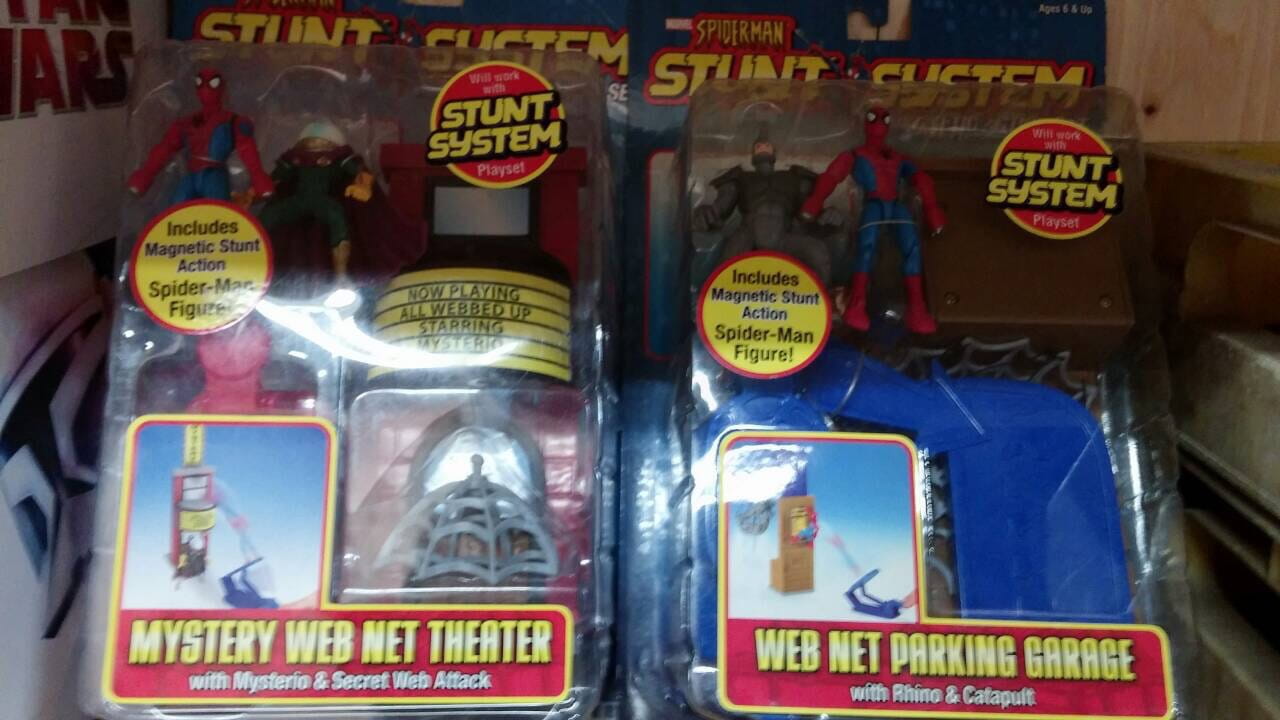 WARS
SPIDERMAN
STUNT SYSTEM
Will work
with
STUNT
SYSTEM
Playset
Includes
Magnetic Stunt
Action
Spider-Man
Figure!
NOW PLAYING
ALL WEBBED UP
STARRING
MYSTERIO
MYSTERY WEB NET THEATER
with Mysterio & Secret Web Attack
Ages 6 & Up
MARVEL
SPIDERMAN
STUNT SYSTEM
Will work
with
STUNT
SYSTEM
Playset
Includes
Magnetic Stunt
Action
Spider-Man
Figure!
WEB NET PARKING GARAGE
with Rhino & Catapult